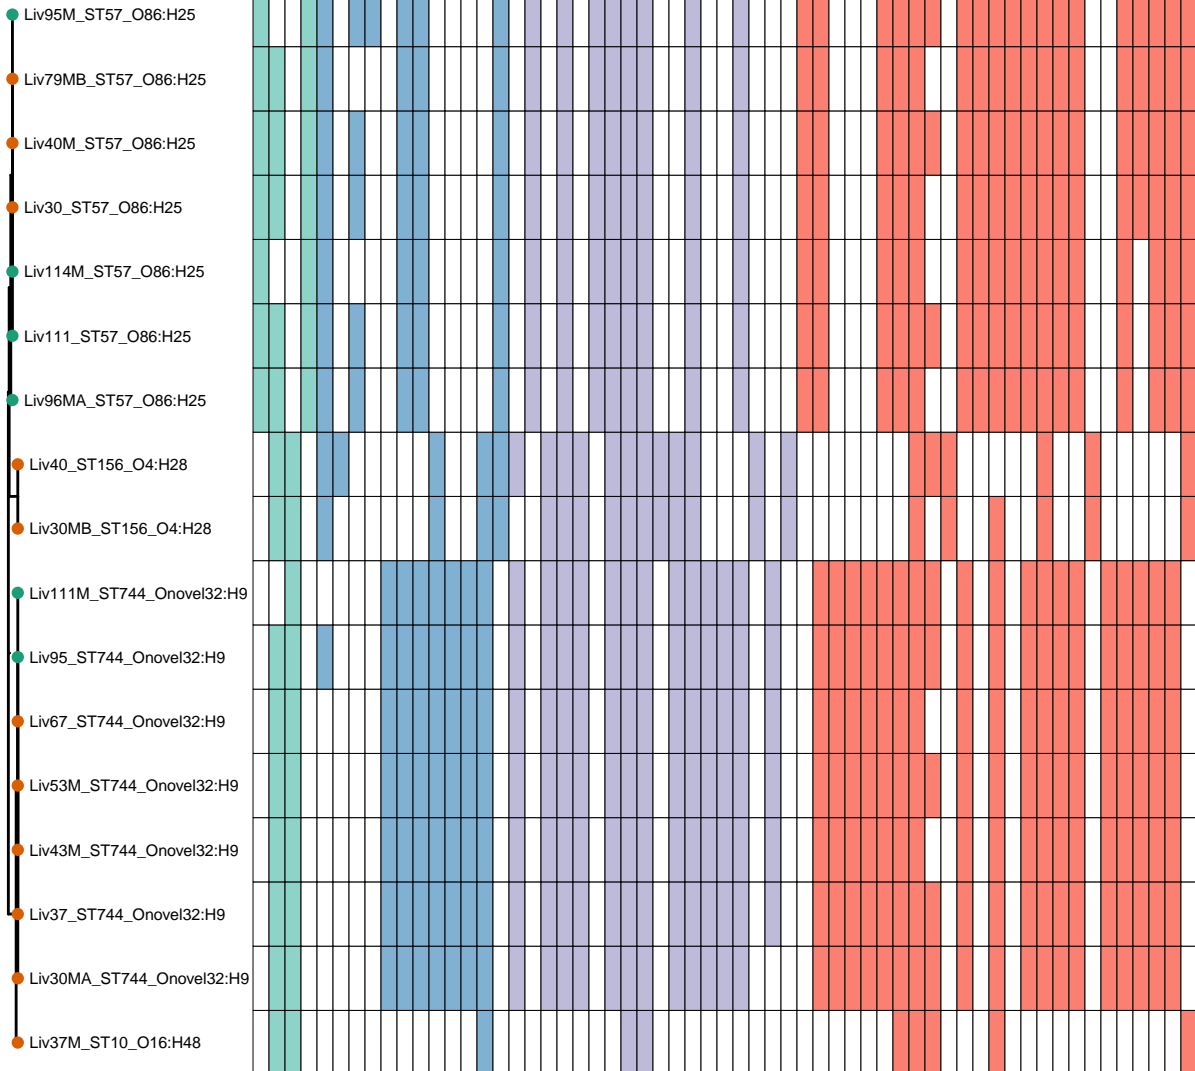 Liv95M_ST57_O86:H25
Liv79MB_ST57_O86:H25
Liv40M_ST57_O86:H25
Liv30_ST57_O86:H25
Liv114M_ST57_O86:H25
Liv111_ST57_O86:H25
Liv96MA_ST57_O86:H25
Liv40_ST156_O4:H28
Liv30MB_ST156_O4:H28
Liv111M_ST744_Onovel32:H9
Liv95_ST744_Onovel32:H9
Liv67_ST744_Onovel32:H9
Liv53M_ST744_Onovel32:H9
Liv43M_ST744_Onovel32:H9
Liv37_ST744_Onovel32:H9
Liv30MA_ST744_Onovel32:H9
Liv37M_ST10_O16:H48